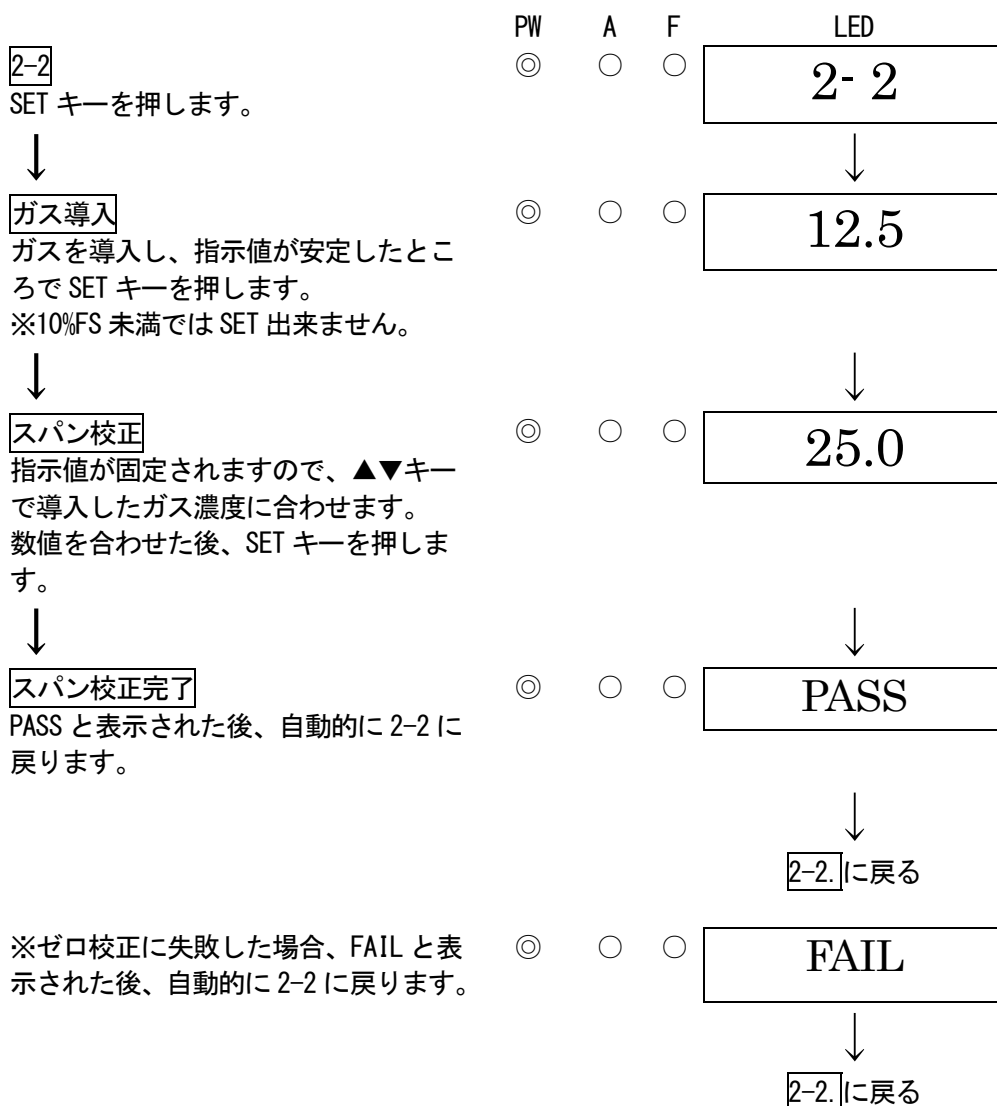 PW A F LED
2-2 ◎ ○ ○ 2- 2
SET キーを押します。
↓ ↓
ガス導入 ◎ ○ ○ 12.5
ガスを導入し、指示値が安定したとこ
ろで SET キーを押します。
※10%FS 未満では SET 出来ません。
↓ ↓
スパン校正 ◎ ○ ○ 25.0
指示値が固定されますので、▲▼キー
で導入したガス濃度に合わせます。
数値を合わせた後、SET キーを押しま
す。
↓ ↓
スパン校正完了 ◎ ○ ○ PASS
PASS と表示された後、自動的に 2-2 に
戻ります。
↓
2-2.に戻る
※ゼロ校正に失敗した場合、FAIL と表 ◎ ○ ○ FAIL
示された後、自動的に 2-2 に戻ります。
↓
2-2.に戻る